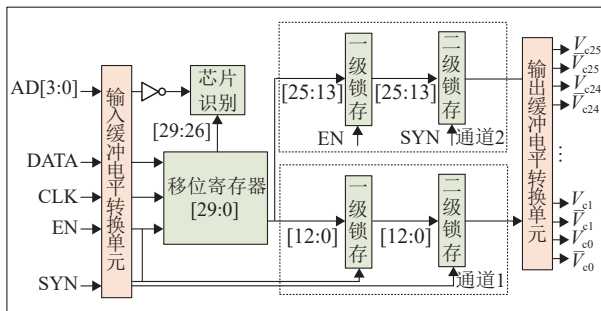 AD[3:0]
DATA
CLK
EN
SYN
输入缓冲电平转换单元
芯片识别
[29:26]
移位寄存器
[29:0]
一级锁存
二级锁存
[25:13]
[25:13]
EN
SYN
通道2
一级锁存
二级锁存
[12:0]
[12:0]
通道1
输出缓冲电平转换单元
V_c25
V̅_c25
V_c24
V̅_c24
⋮
V_c1
V̅_c1
V_c0
V̅_c0